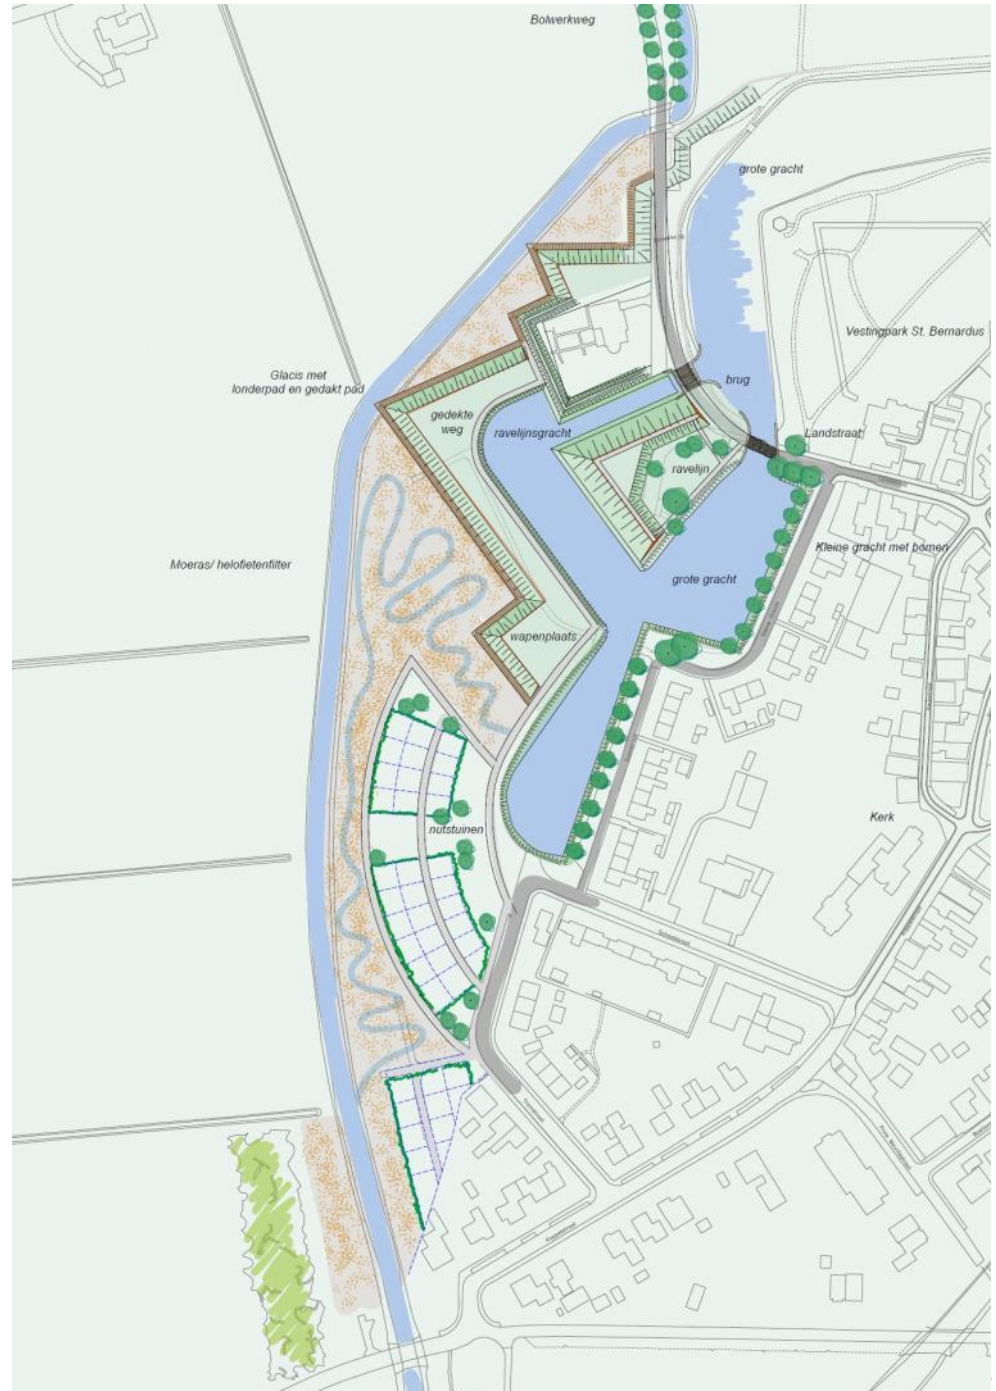 Bolwerkweg
grote gracht
Vestingpark St. Bernardus
Glacis met
londerpad en gedakt pad
brug
gedekte
weg
ravelijnsgracht
Landstraat
ravelijn
Kleine gracht met bomen
Moeras/ helofietenfilter
grote gracht
wapenplaats
Kerk
nutstuinen